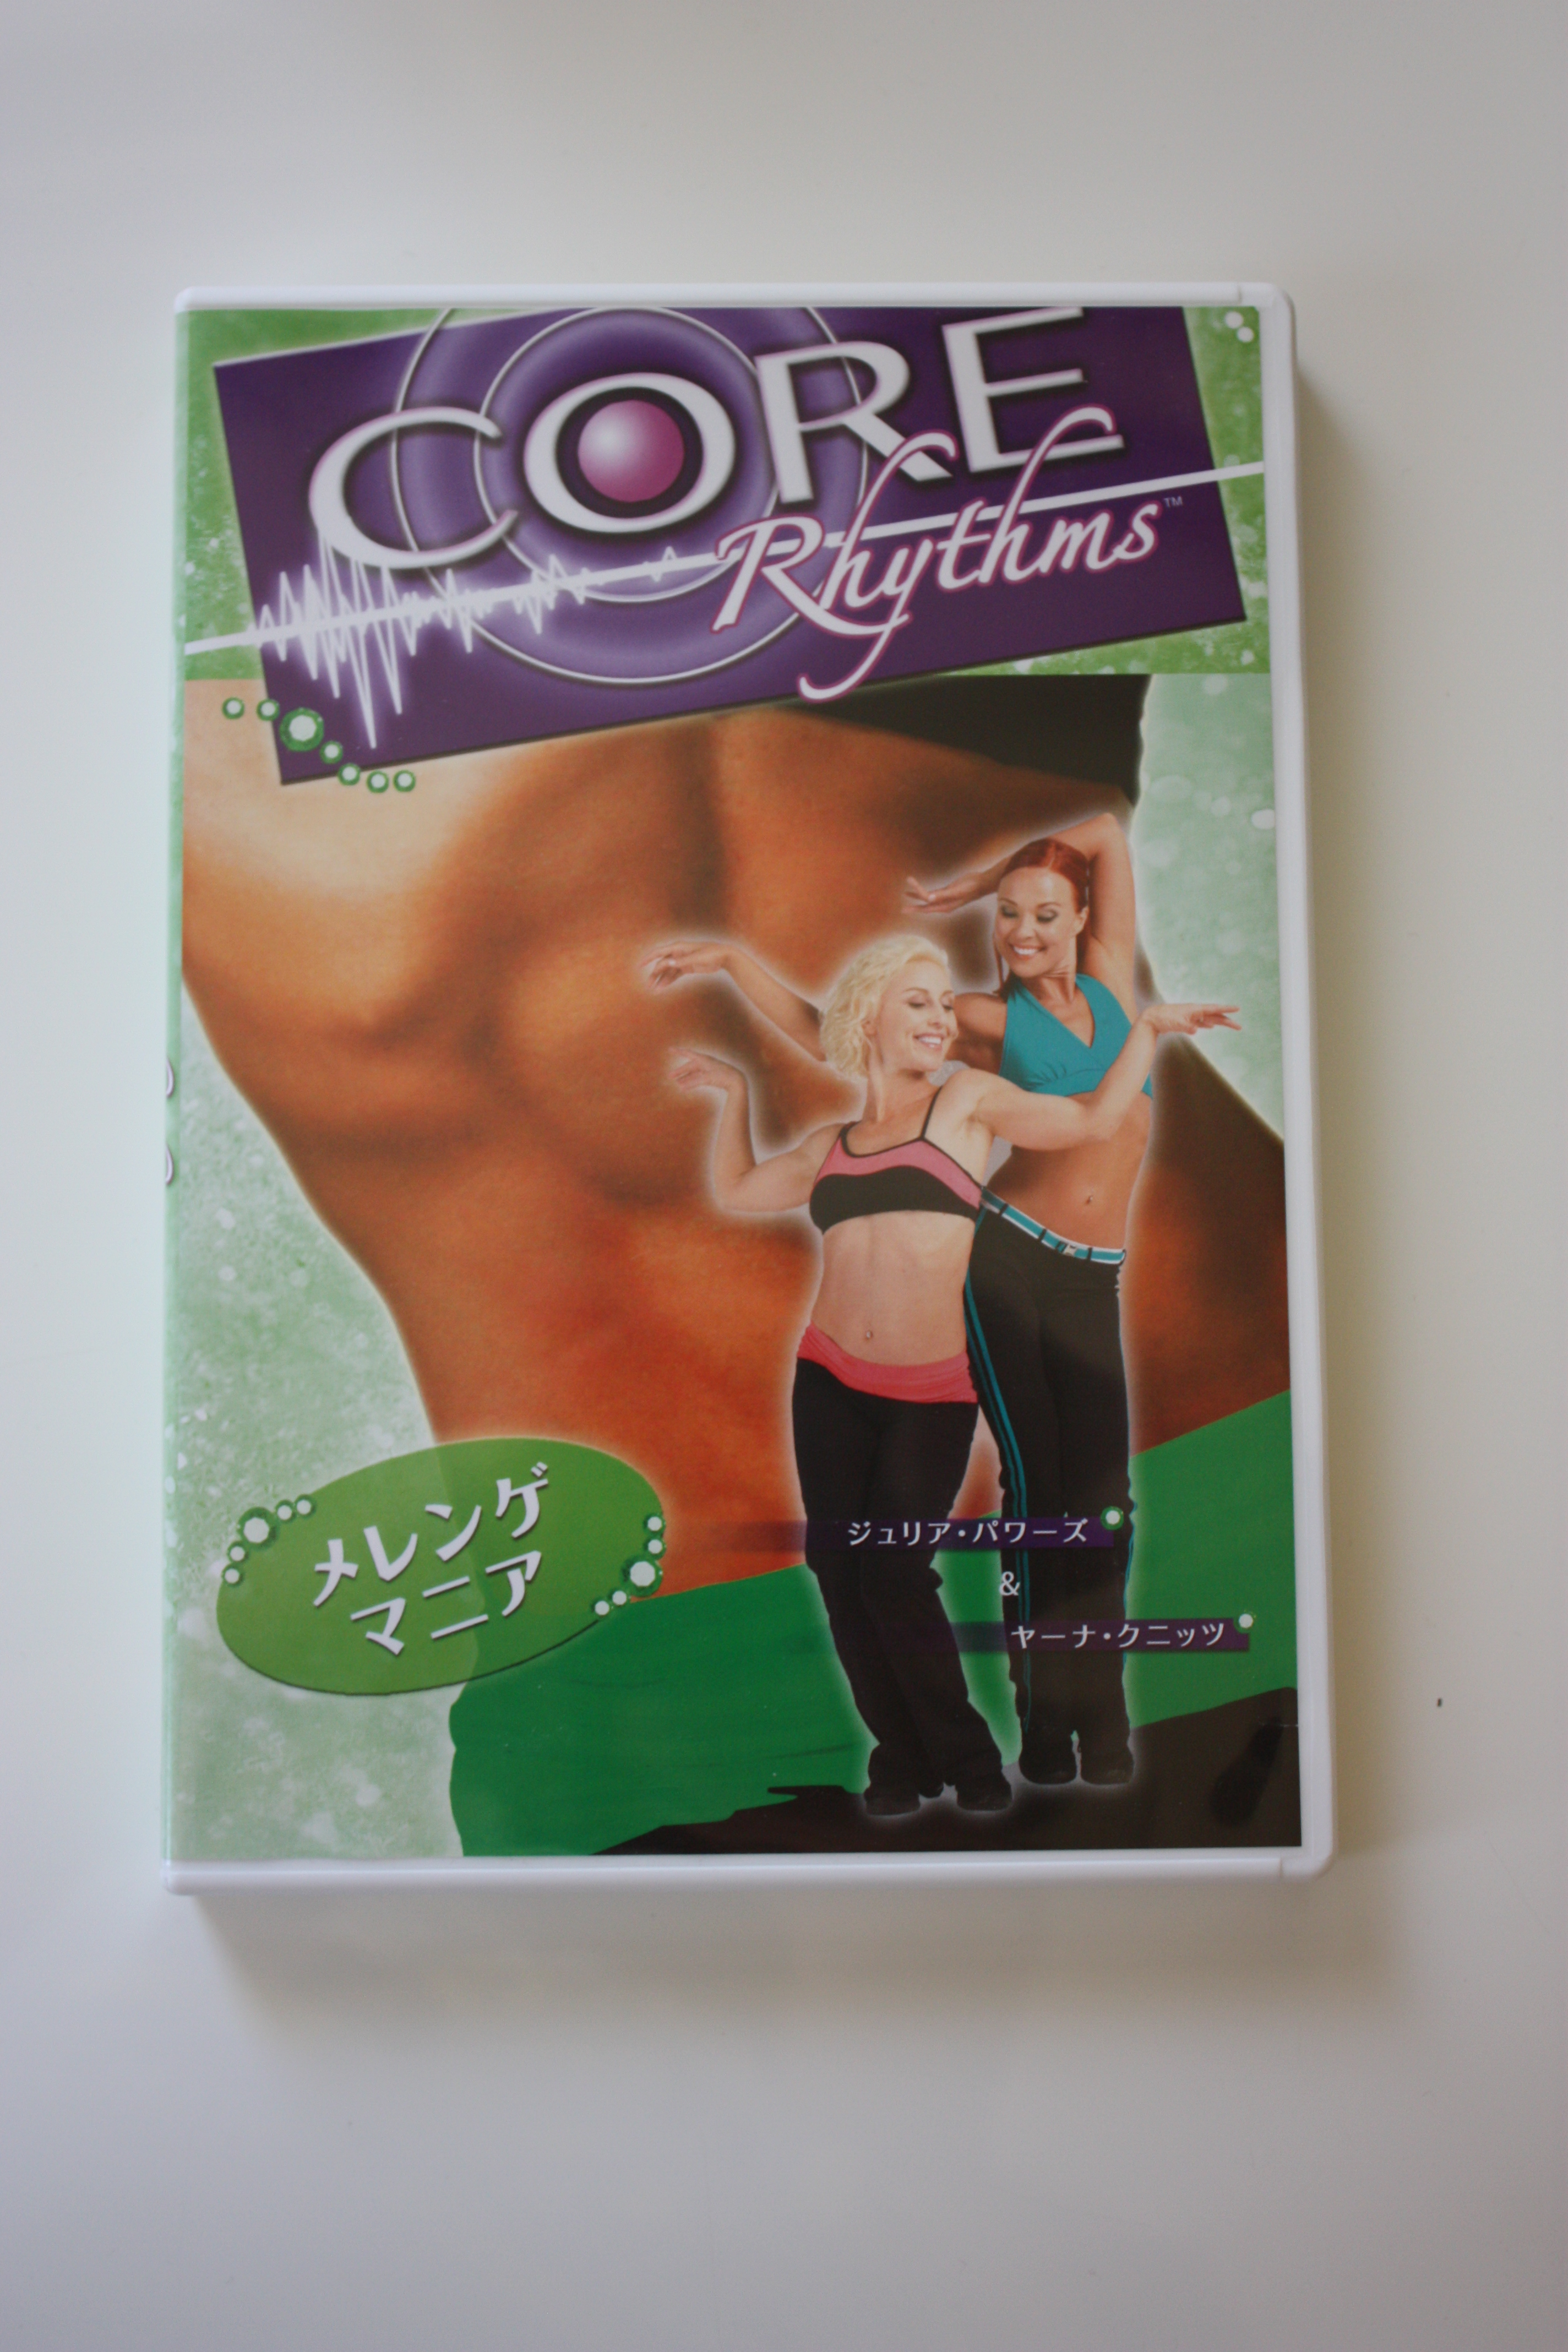 CORE
Rhythms™
メレンゲ
マニア
ジュリア・パワーズ
&
ヤーナ・クニッツ